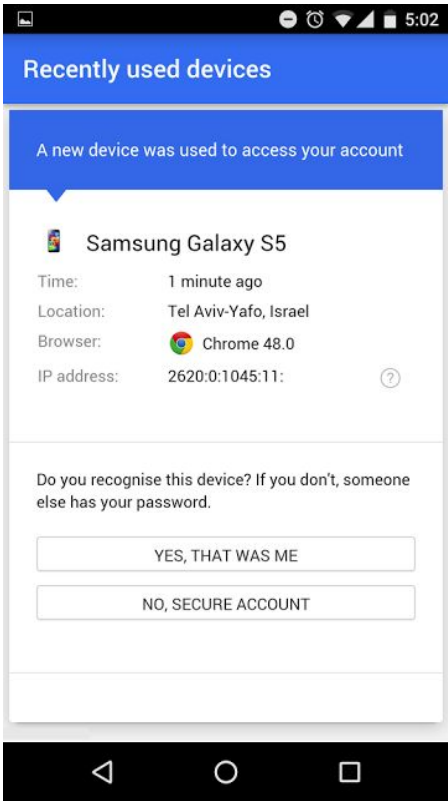 5:02
Recently used devices
A new device was used to access your account
Samsung Galaxy S5
Time: 1 minute ago
Location: Tel Aviv-Yafo, Israel
Browser: Chrome 48.0
IP address: 2620:0:1045:11: ?
Do you recognise this device? If you don't, someone
else has your password.
YES, THAT WAS ME
NO, SECURE ACCOUNT